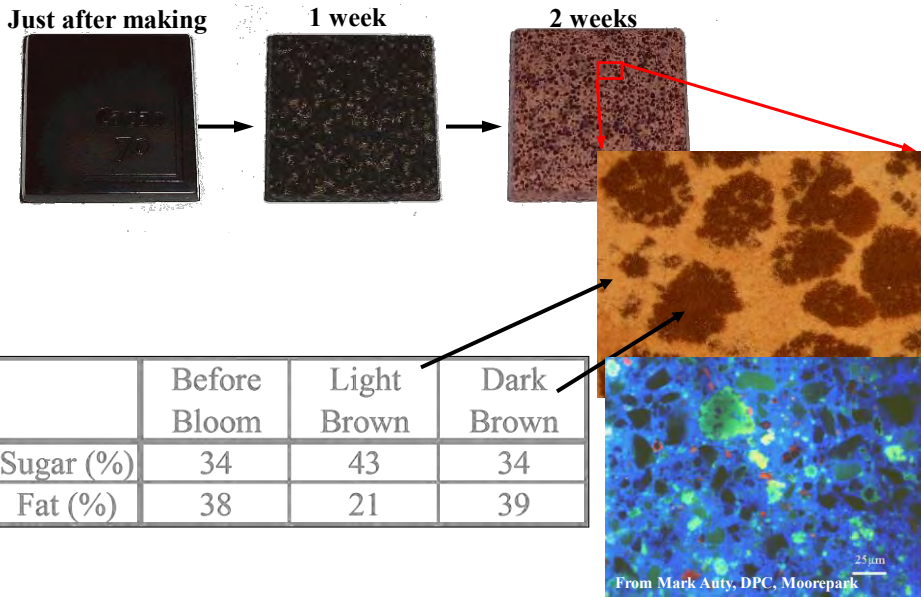 Just after making
1 week
2 weeks
Cacao
70
Before Bloom
Light Brown
Dark Brown
Sugar (%) 34 43 34
Fat (%) 38 21 39
25μm
From Mark Auty, DPC, Moorepark